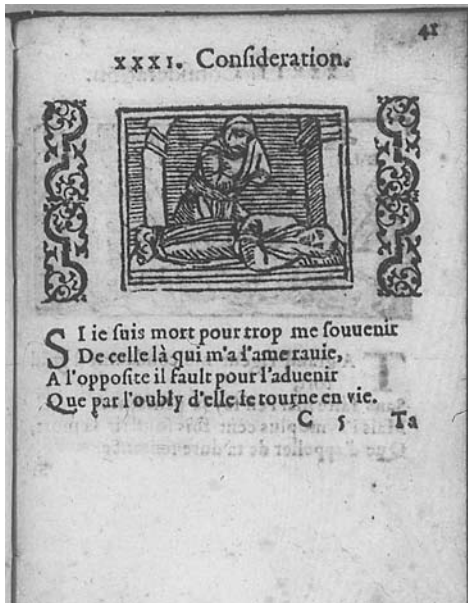 41
XXXI. Consideration.
SI ie suis mort pour trop me souuenir
De celle là qui m'a l'ame rauie,
A l'opposite il fault pour l'aduenir
Que par l'oubly d'elle ie tourne en vie.
C 5 Ta